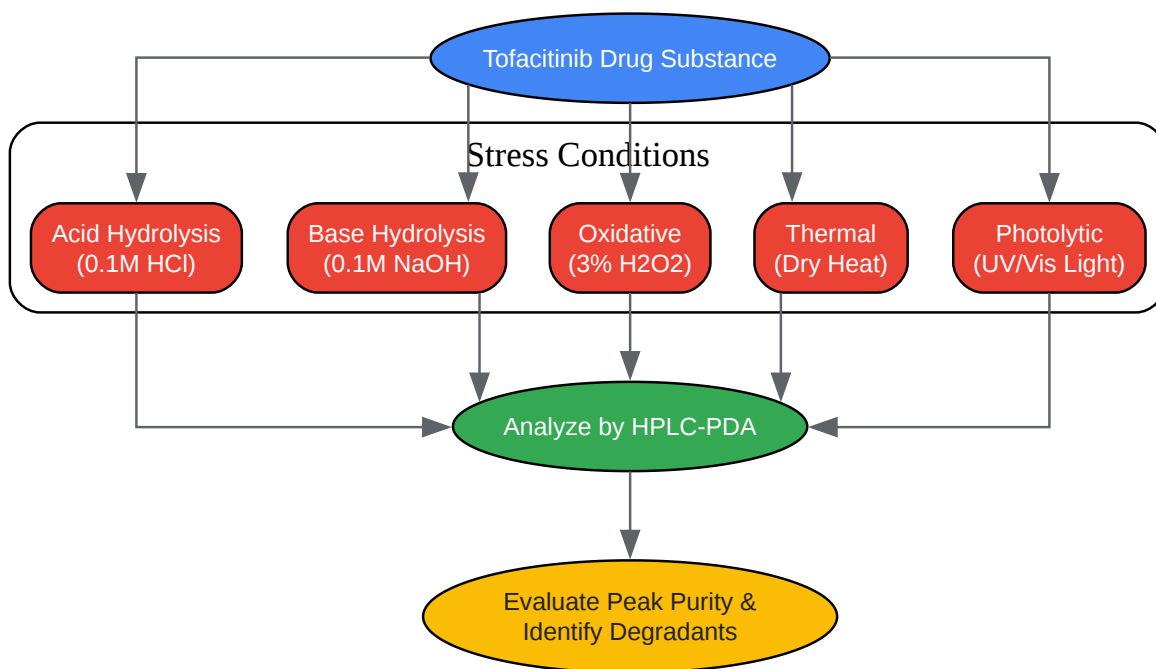 Tofacitinib Drug Substance
Stress Conditions
Acid Hydrolysis
(0.1M HCl)
Base Hydrolysis
(0.1M NaOH)
Oxidative
(3% H2O2)
Thermal
(Dry Heat)
Photolytic
(UV/Vis Light)
Analyze by HPLC-PDA
Evaluate Peak Purity &
Identify Degradants